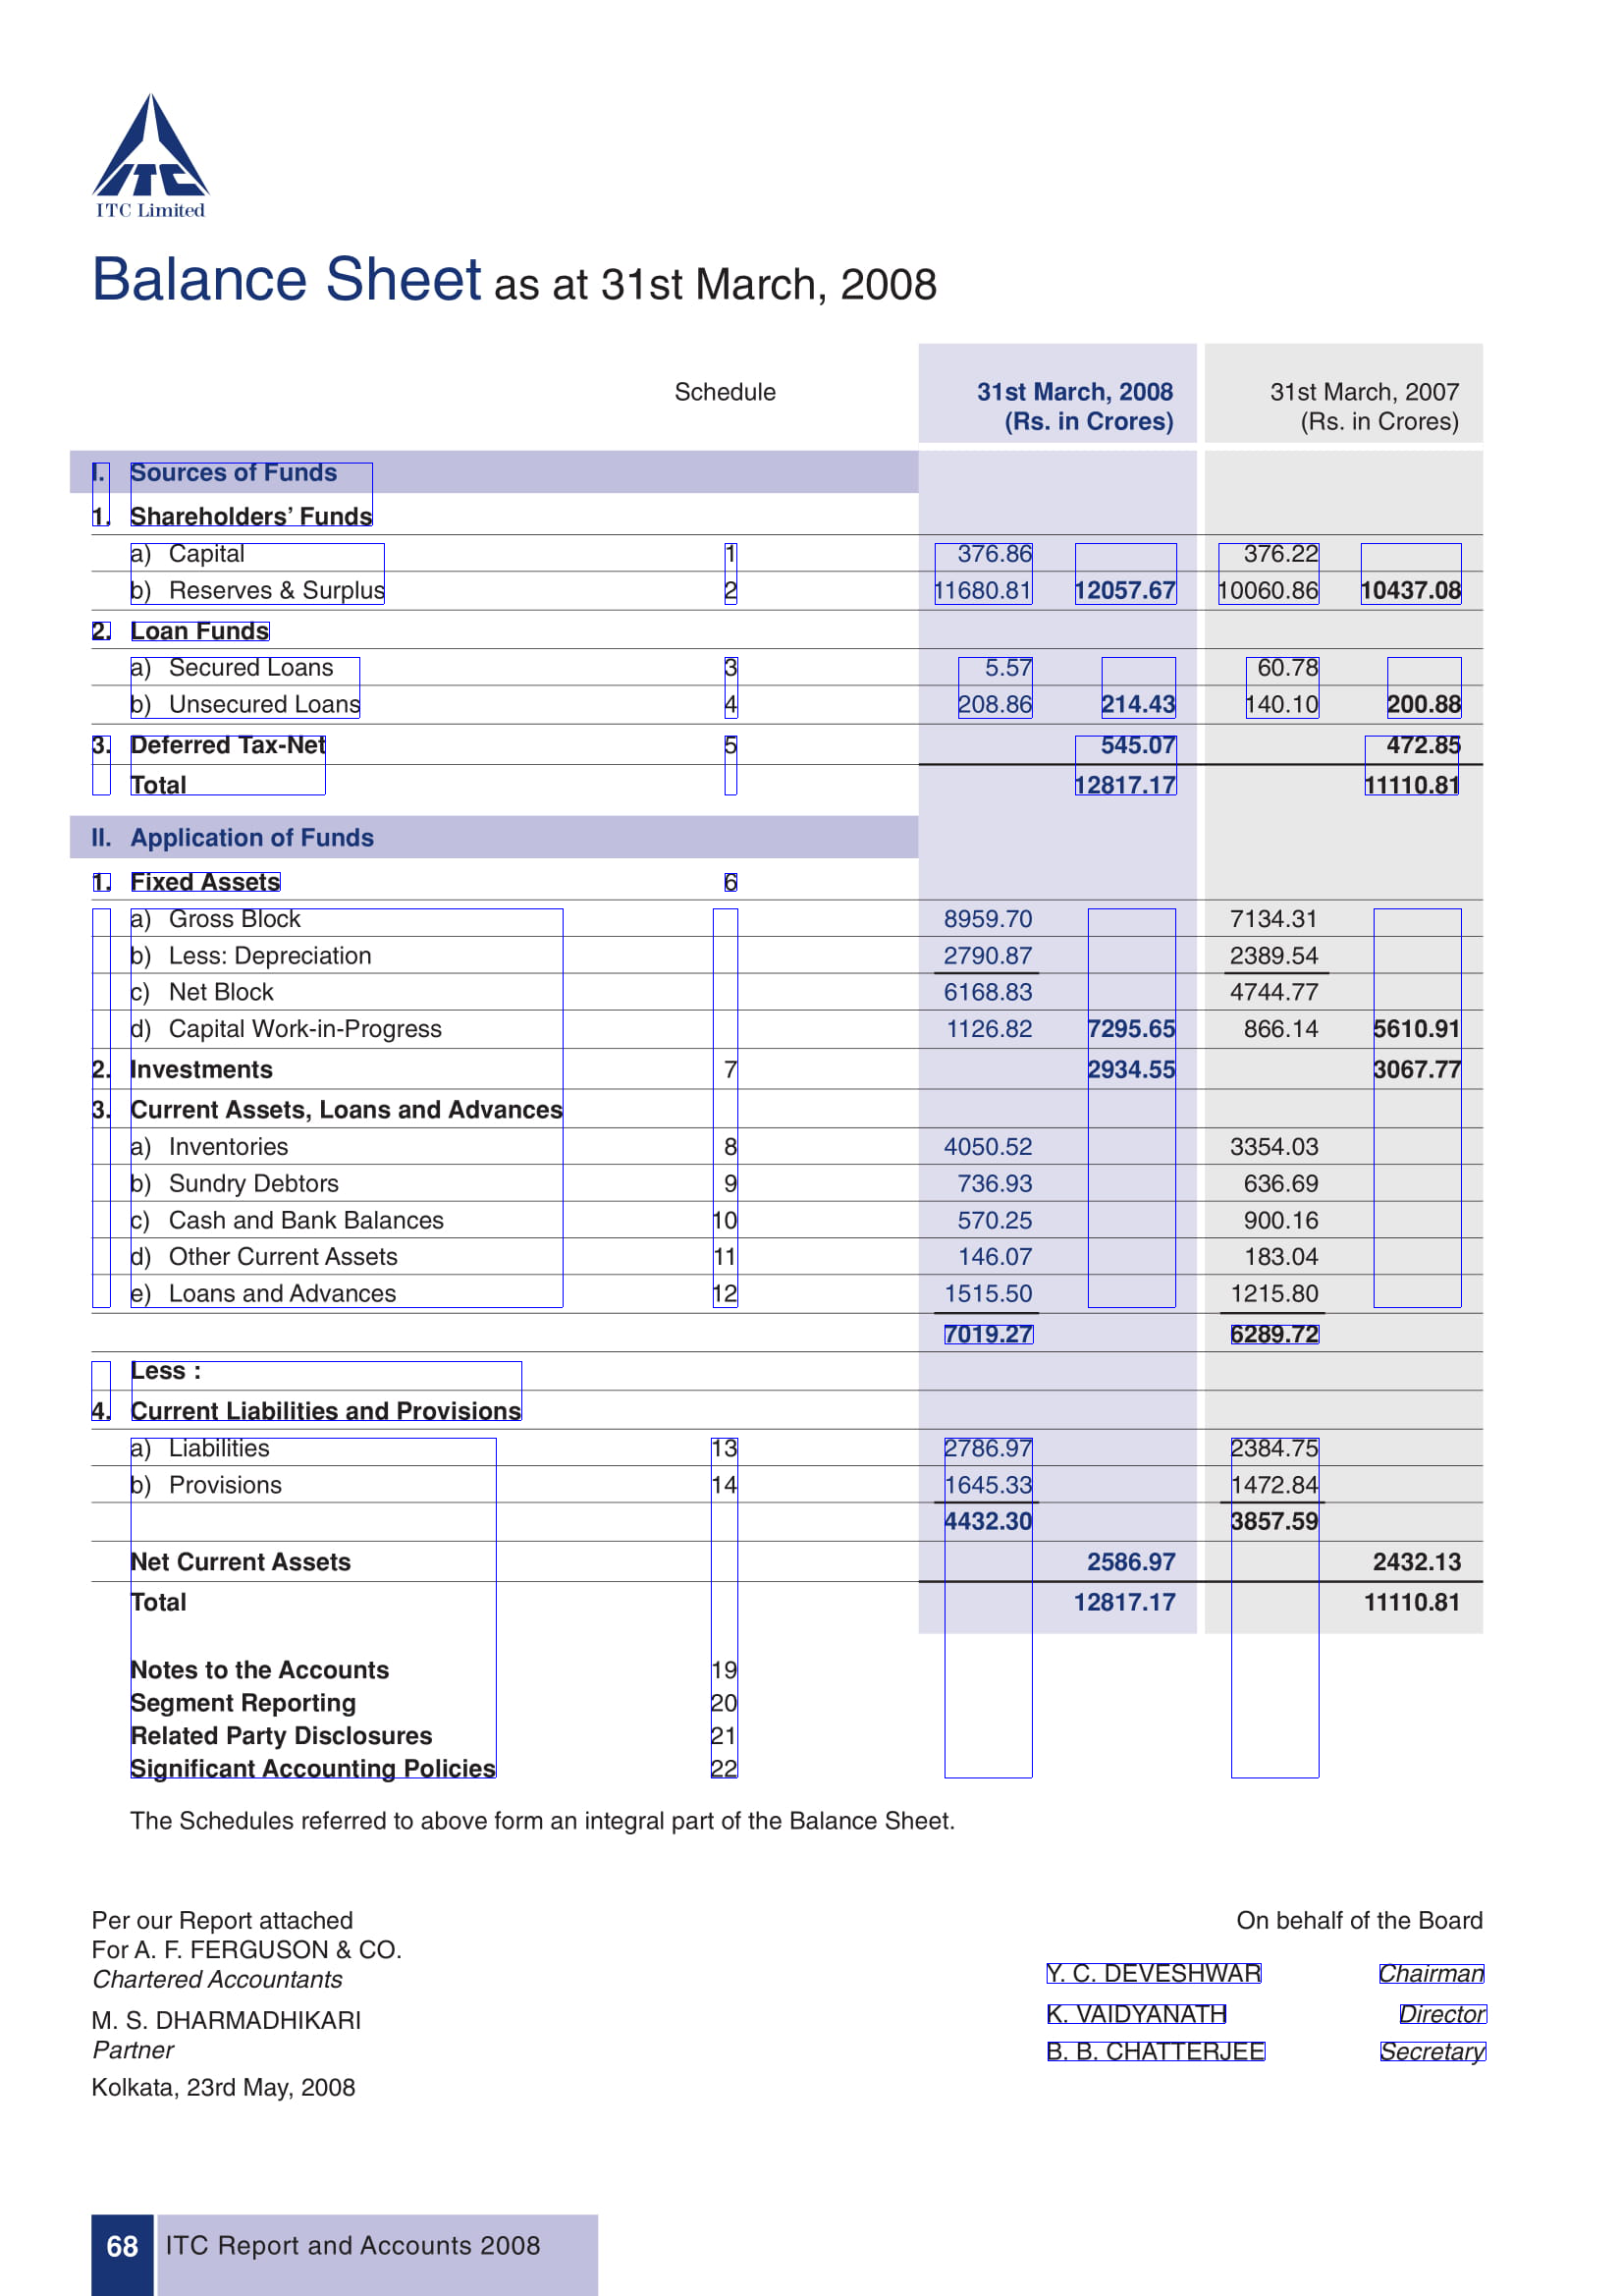 ITC
ITC Limited
Balance Sheet as at 31st March, 2008
Schedule 31st March, 2008 31st March, 2007
(Rs. in Crores) (Rs. in Crores)
I. Sources of Funds
1. Shareholders’ Funds
a) Capital 1 376.86 376.22
b) Reserves & Surplus 2 11680.81 12057.67 10060.86 10437.08
2. Loan Funds
a) Secured Loans 3 5.57 60.78
b) Unsecured Loans 4 208.86 214.43 140.10 200.88
3. Deferred Tax-Net 5 545.07 472.85
Total 12817.17 11110.81
II. Application of Funds
1. Fixed Assets 6
a) Gross Block 8959.70 7134.31
b) Less: Depreciation 2790.87 2389.54
c) Net Block 6168.83 4744.77
d) Capital Work-in-Progress 1126.82 7295.65 866.14 5610.91
2. Investments 7 2934.55 3067.77
3. Current Assets, Loans and Advances
a) Inventories 8 4050.52 3354.03
b) Sundry Debtors 9 736.93 636.69
c) Cash and Bank Balances 10 570.25 900.16
d) Other Current Assets 11 146.07 183.04
e) Loans and Advances 12 1515.50 1215.80
7019.27 6289.72
Less :
4. Current Liabilities and Provisions
a) Liabilities 13 2786.97 2384.75
b) Provisions 14 1645.33 1472.84
4432.30 3857.59
Net Current Assets 2586.97 2432.13
Total 12817.17 11110.81
Notes to the Accounts 19
Segment Reporting 20
Related Party Disclosures 21
Significant Accounting Policies 22
The Schedules referred to above form an integral part of the Balance Sheet.
Per our Report attached
For A. F. FERGUSON & CO.
Chartered Accountants
M. S. DHARMADHIKARI
Partner
Kolkata, 23rd May, 2008
On behalf of the Board
Y. C. DEVESHWAR Chairman
K. VAIDYANATH Director
B. B. CHATTERJEE Secretary
68 ITC Report and Accounts 2008